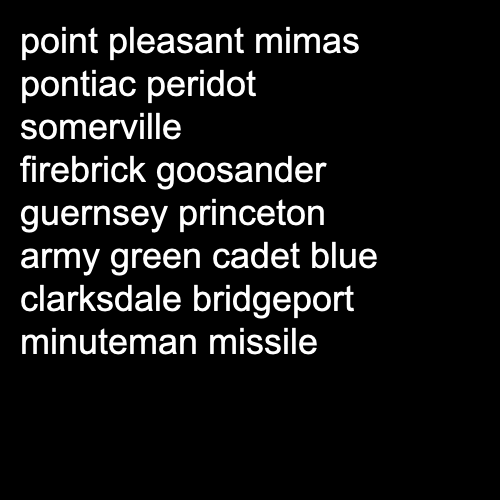 point pleasant mimas
pontiac peridot
somerville
firebrick goosander
guernsey princeton
army green cadet blue
clarksdale bridgeport
minuteman missile